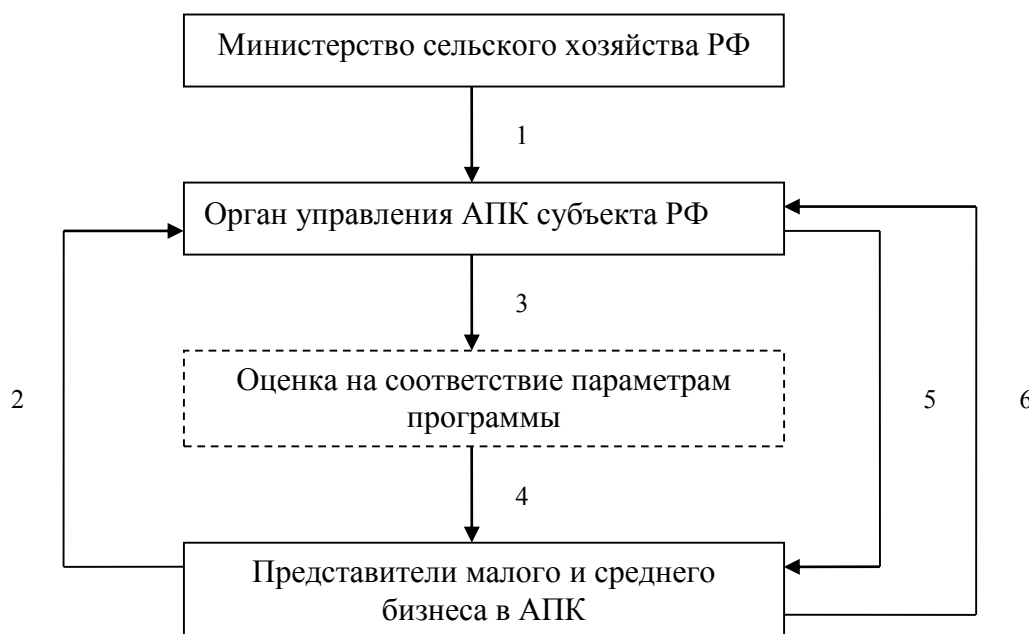 Министерство сельского хозяйства РФ
1
Орган управления АПК субъекта РФ
3
Оценка на соответствие параметрам
программы
2
5
6
4
Представители малого и среднего
бизнеса в АПК